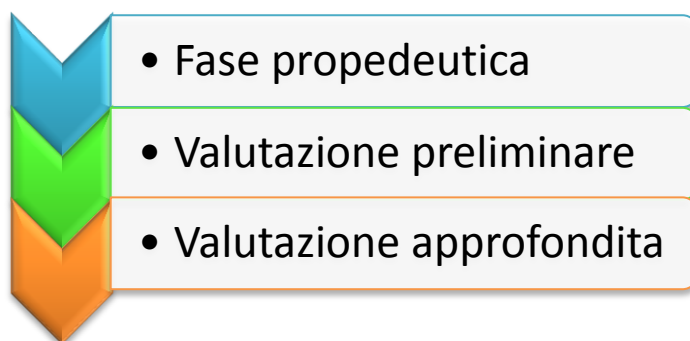 • Fase propedeutica
• Valutazione preliminare
• Valutazione approfondita